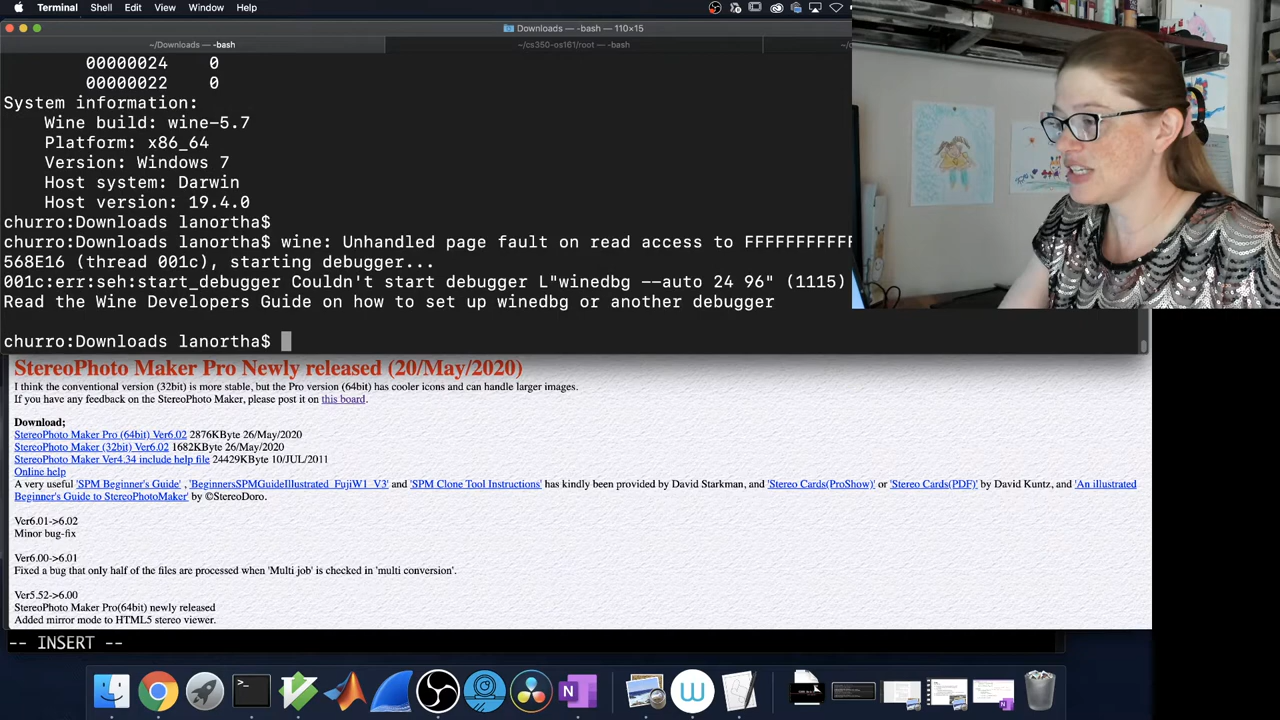 Terminal Shell Edit View Window Help
Downloads — -bash — 110×15
~/Downloads — -bash
~/cs350-os161/root — -bash
00000024 0
00000022 0
System information:
Wine build: wine-5.7
Platform: x86_64
Version: Windows 7
Host system: Darwin
Host version: 19.4.0
churro:Downloads lanortha$
churro:Downloads lanortha$ wine: Unhandled page fault on read access to FFFFFFFFFFF
568E16 (thread 001c), starting debugger...
001c:err:seh:start_debugger Couldn't start debugger L"winedbg --auto 24 96" (1115)
Read the Wine Developers Guide on how to set up winedbg or another debugger
churro:Downloads lanortha$
StereoPhoto Maker Pro Newly released (20/May/2020)
I think the conventional version (32bit) is more stable, but the Pro version (64bit) has cooler icons and can handle larger images.
If you have any feedback on the StereoPhoto Maker, please post it on this board.
Download;
StereoPhoto Maker Pro (64bit) Ver6.02 2876KByte 26/May/2020
StereoPhoto Maker (32bit) Ver6.02 1682KByte 26/May/2020
StereoPhoto Maker Ver4.34 include help file 24429KByte 10/JUL/2011
Online help
A very useful 'SPM Beginner's Guide' , 'BeginnersSPMGuideIllustrated_FujiW1_V3' and 'SPM Clone Tool Instructions' has kindly been provided by David Starkman, and 'Stereo Cards(ProShow)' or 'Stereo Cards(PDF)' by David Kuntz, and 'An illustrated
Beginner's Guide to StereoPhotoMaker' by ©StereoDoro.
Ver6.01->6.02
Minor bug-fix
Ver6.00->6.01
Fixed a bug that only half of the files are processed when 'Multi job' is checked in 'multi conversion'.
Ver5.52->6.00
StereoPhoto Maker Pro(64bit) newly released
Added mirror mode to HTML5 stereo viewer.
-- INSERT --